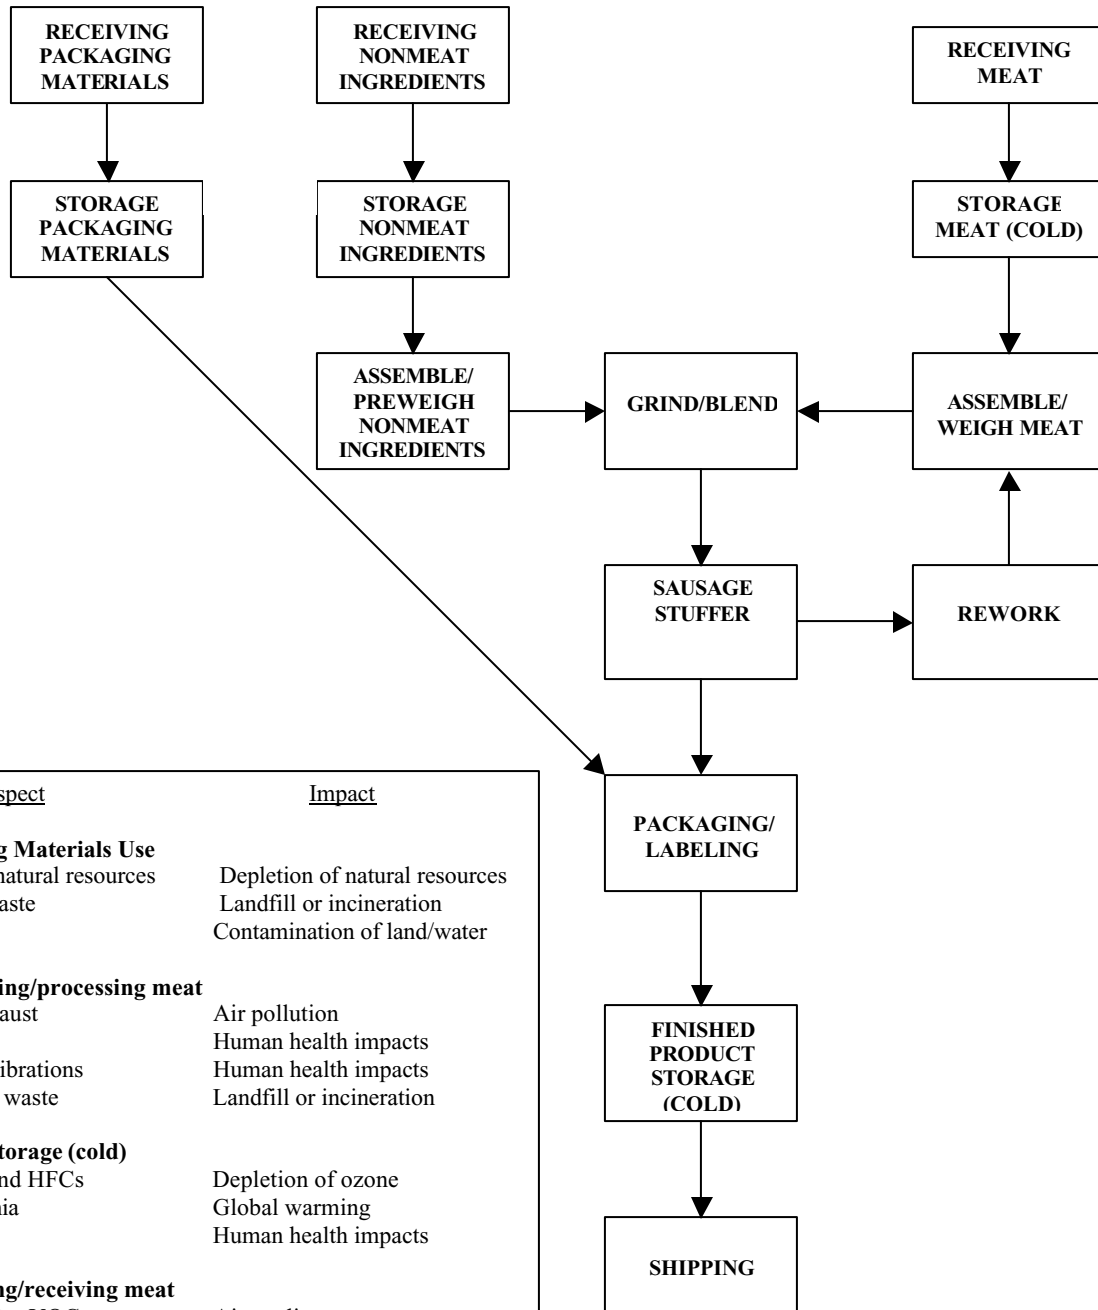 RECEIVING
PACKAGING
MATERIALS
RECEIVING
NONMEAT
INGREDIENTS
RECEIVING
MEAT
STORAGE
PACKAGING
MATERIALS
STORAGE
NONMEAT
INGREDIENTS
STORAGE
MEAT (COLD)
ASSEMBLE/
PREWEIGH
NONMEAT
INGREDIENTS
GRIND/BLEND
ASSEMBLE/
WEIGH MEAT
SAUSAGE
STUFFER
REWORK
PACKAGING/
LABELING
FINISHED
PRODUCT
STORAGE
(COLD)
SHIPPING
spect Impact
g Materials Use
natural resources Depletion of natural resources
aste Landfill or incineration
Contamination of land/water
ing/processing meat
aust Air pollution
Human health impacts
ibrations Human health impacts
waste Landfill or incineration
torage (cold)
nd HFCs Depletion of ozone
ia Global warming
Human health impacts
ng/receiving meat